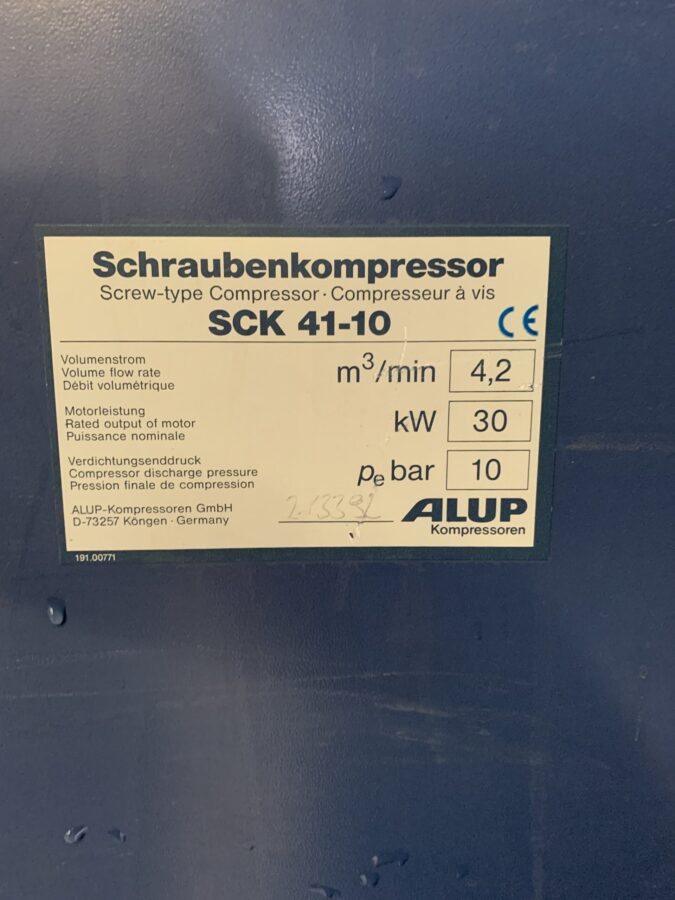 Schraubenkompressor
Screw-type Compressor · Compresseur à vis
SCK 41-10 CE
Volumenstrom
Volume flow rate
Débit volumétrique
m³/min 4,2
Motorleistung
Rated output of motor
Puissance nominale
kW 30
Verdichtungsenddruck
Compressor discharge pressure
Pression finale de compression
pe bar 10
ALUP-Kompressoren GmbH
D-73257 Köngen · Germany
ALUP
Kompressoren
191.00771